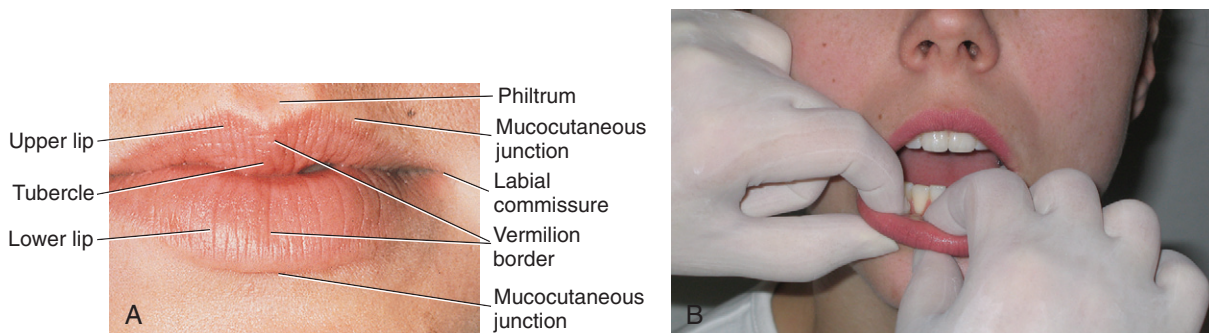 Upper lip
Tubercle
Lower lip
Philtrum
Mucocutaneous
junction
Labial
commissure
Vermilion
border
Mucocutaneous
junction
A
B